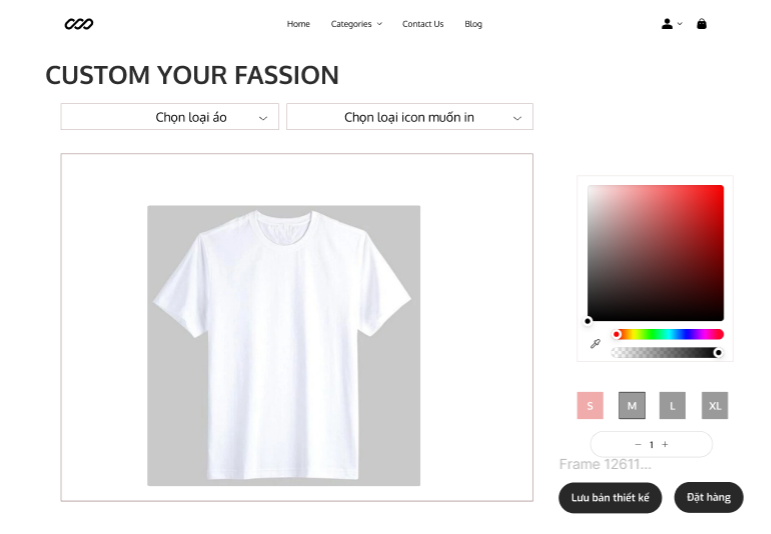 Home Categories Contact Us Blog
CUSTOM YOUR FASSION
Chọn loại áo
Chọn loại icon muốn in
S M L XL
− 1 +
Frame 12611...
Lưu bản thiết kế
Đặt hàng